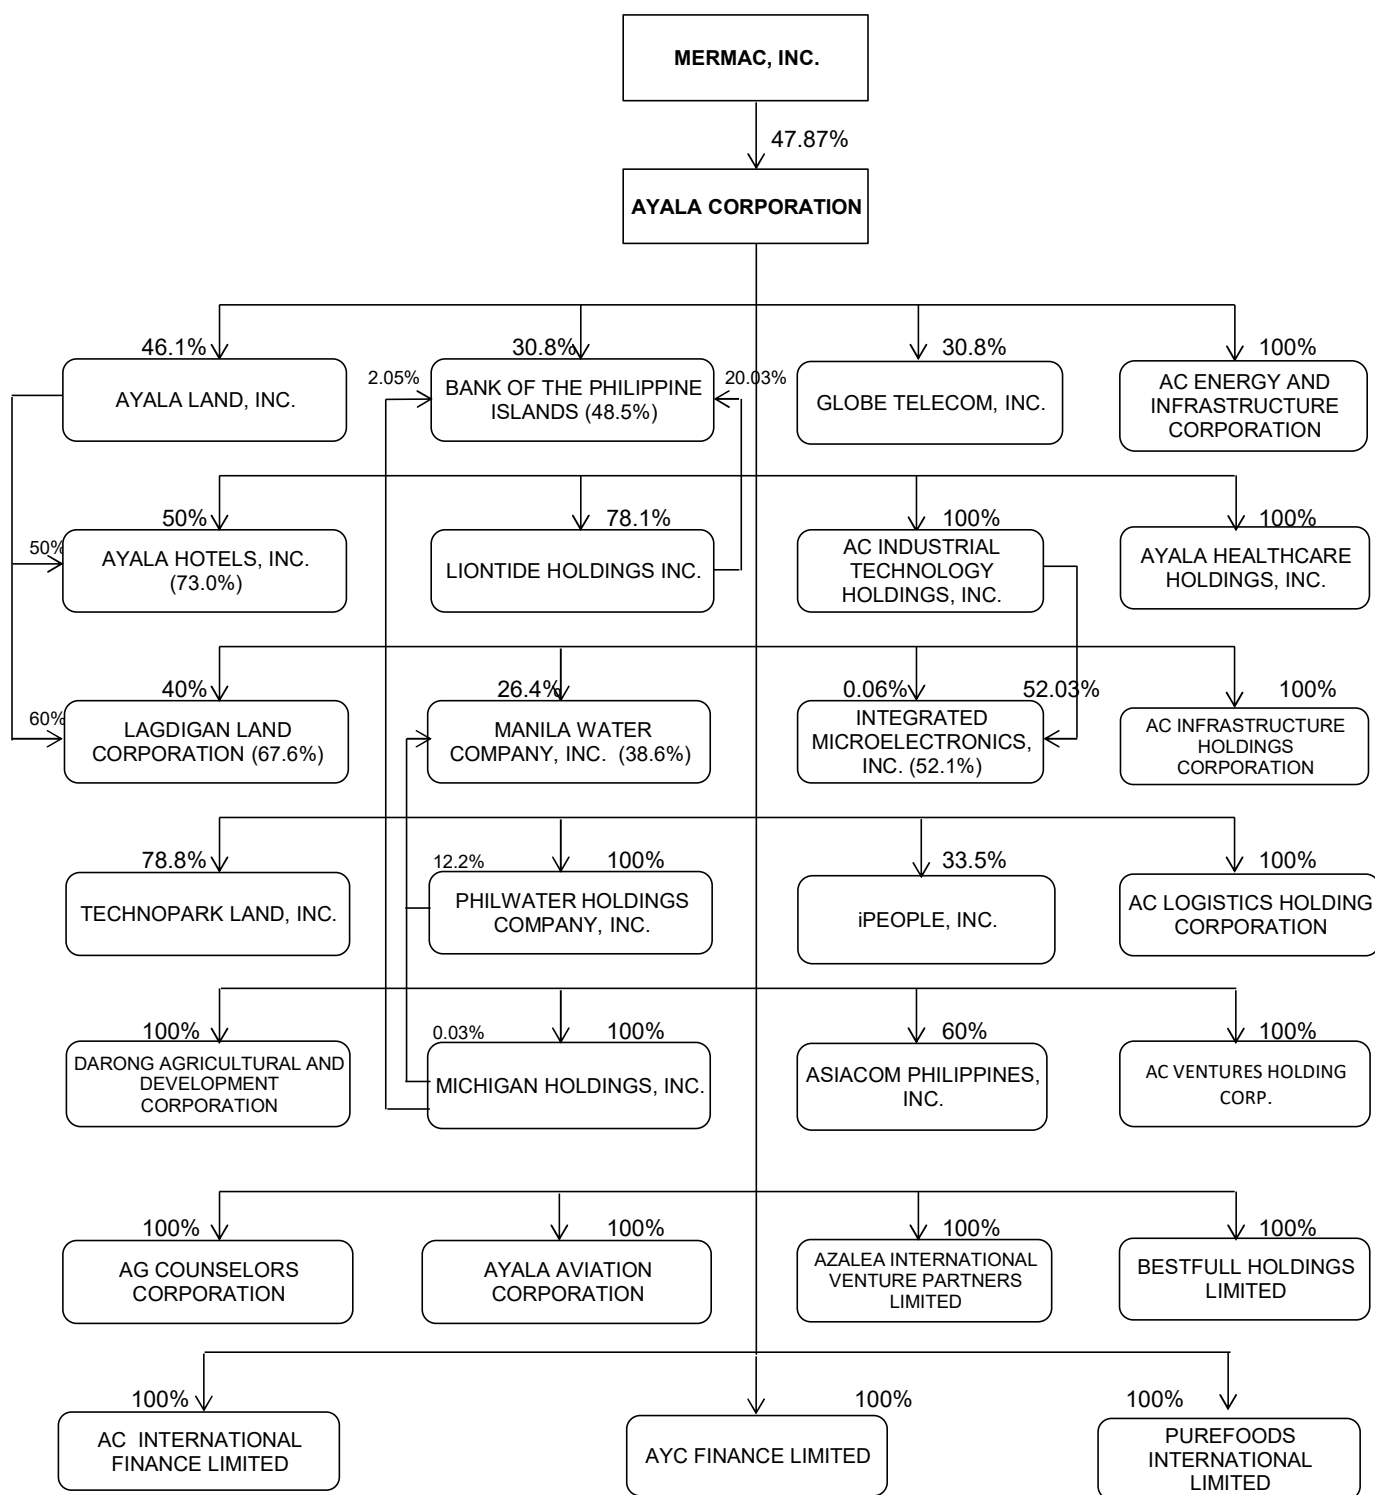 MERMAC, INC.
47.87%
AYALA CORPORATION
46.1%
30.8%
30.8%
100%
2.05%
20.03%
AYALA LAND, INC.
BANK OF THE PHILIPPINE
ISLANDS (48.5%)
GLOBE TELECOM, INC.
AC ENERGY AND
INFRASTRUCTURE
CORPORATION
50%
78.1%
100%
100%
50%
AYALA HOTELS, INC.
(73.0%)
LIONTIDE HOLDINGS INC.
AC INDUSTRIAL
TECHNOLOGY
HOLDINGS, INC.
AYALA HEALTHCARE
HOLDINGS, INC.
40%
26.4%
0.06%
52.03%
100%
60%
LAGDIGAN LAND
CORPORATION (67.6%)
MANILA WATER
COMPANY, INC. (38.6%)
INTEGRATED
MICROELECTRONICS,
INC. (52.1%)
AC INFRASTRUCTURE
HOLDINGS
CORPORATION
78.8%
12.2%
100%
33.5%
100%
TECHNOPARK LAND, INC.
PHILWATER HOLDINGS
COMPANY, INC.
iPEOPLE, INC.
AC LOGISTICS HOLDING
CORPORATION
100%
0.03%
100%
60%
100%
DARONG AGRICULTURAL AND
DEVELOPMENT
CORPORATION
MICHIGAN HOLDINGS, INC.
ASIACOM PHILIPPINES,
INC.
AC VENTURES HOLDING
CORP.
100%
100%
100%
100%
AG COUNSELORS
CORPORATION
AYALA AVIATION
CORPORATION
AZALEA INTERNATIONAL
VENTURE PARTNERS
LIMITED
BESTFULL HOLDINGS
LIMITED
100%
100%
100%
AC INTERNATIONAL
FINANCE LIMITED
AYC FINANCE LIMITED
PUREFOODS
INTERNATIONAL
LIMITED